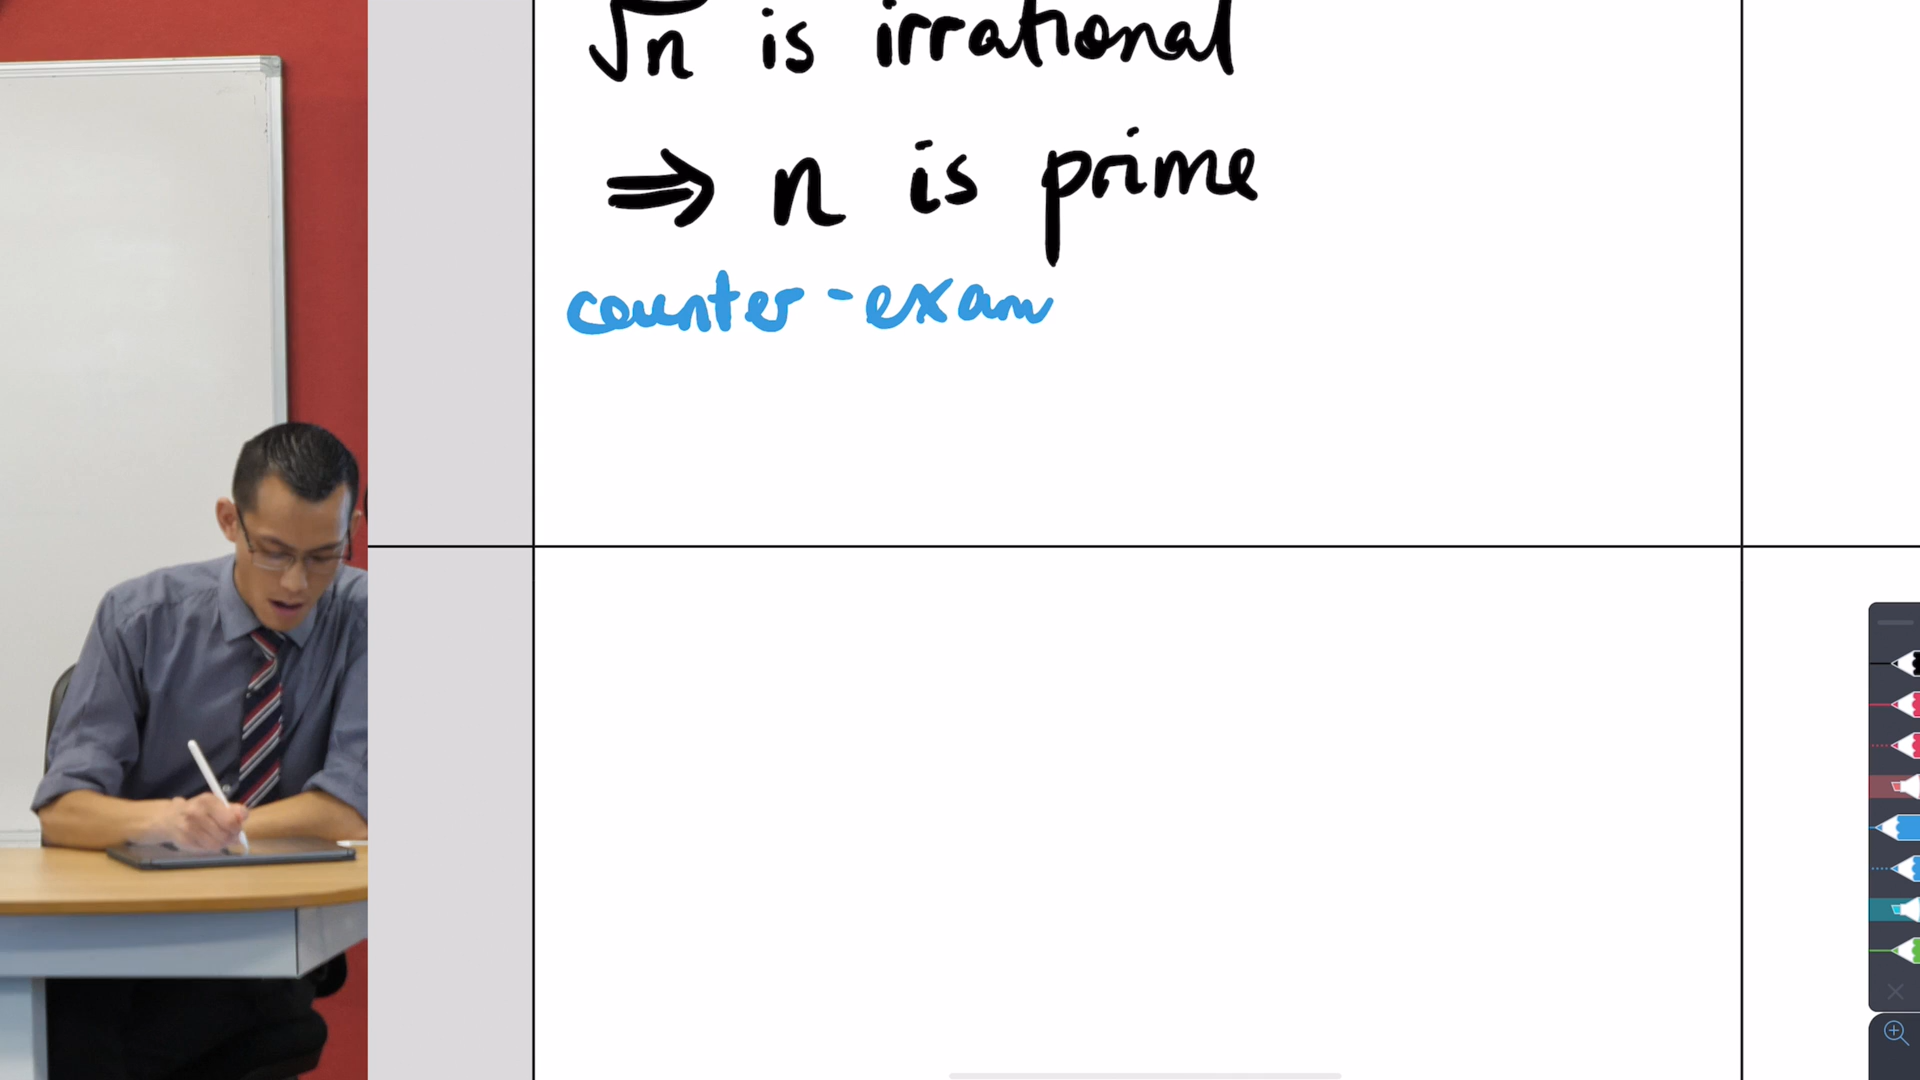 √n is irrational
⇒ n is prime
counter-exam